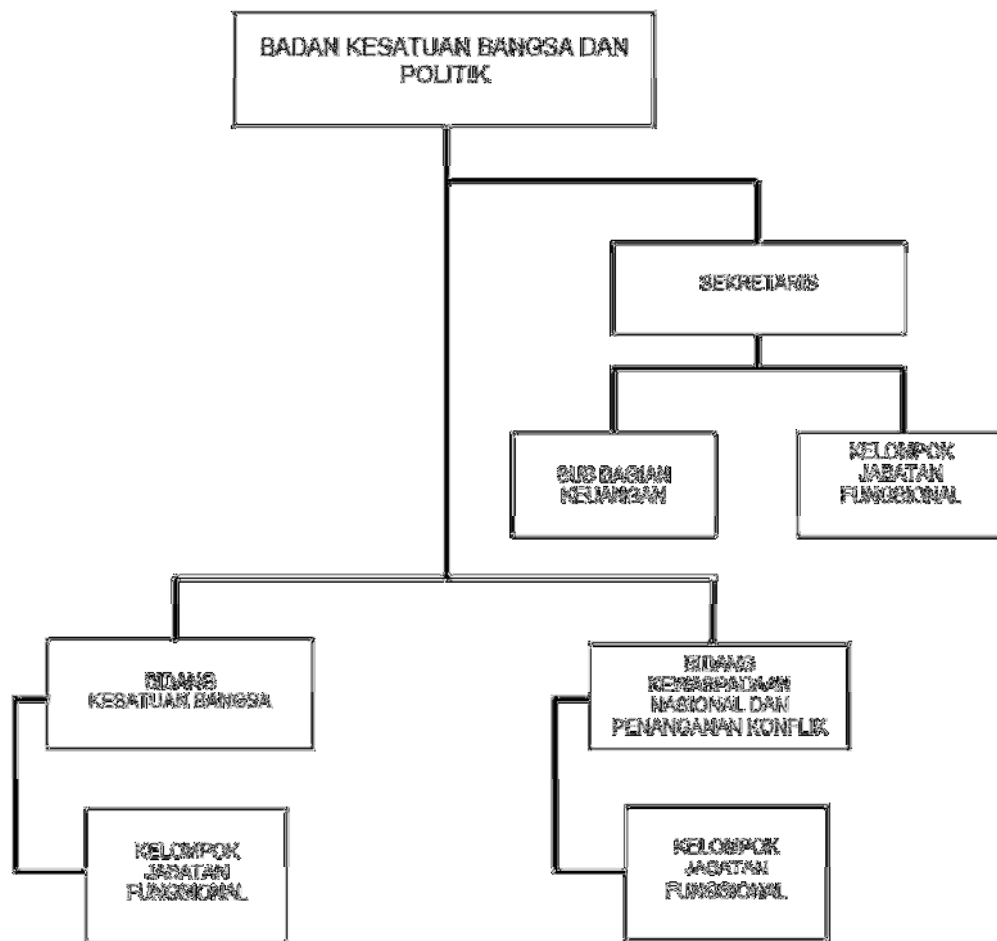 BADAN KESATUAN BANGSA DAN
POLITIK
SEKRETARIS
SUB BAGIAN
KEUANGAN
KELOMPOK
JABATAN
FUNGSIONAL
BIDANG
KESATUAN BANGSA
BIDANG
KEWASPADAAN
NASIONAL DAN
PENANGANAN KONFLIK
KELOMPOK
JABATAN
FUNGSIONAL
KELOMPOK
JABATAN
FUNGSIONAL